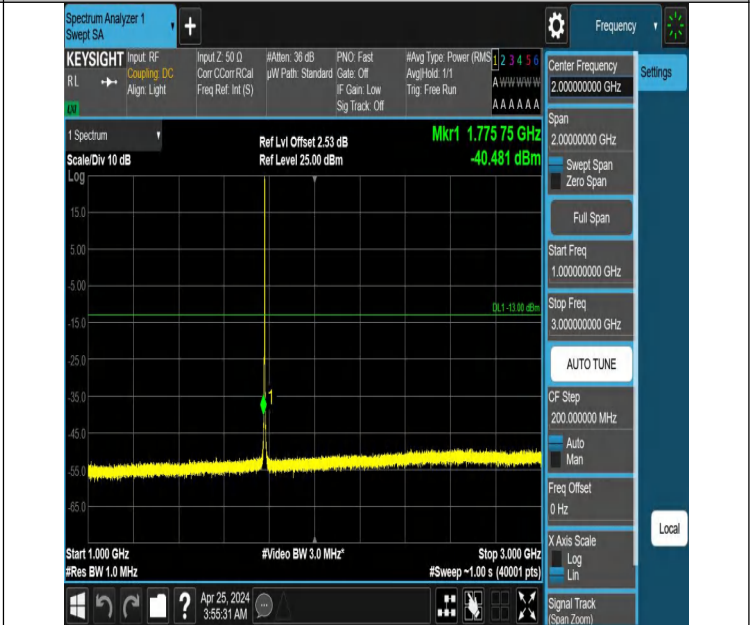 Spectrum Analyzer 1
Swept SA
+
Frequency
KEYSIGHT
RL
Input: RF
Coupling: DC
Align: Light
Input Z: 50 Ω
Corr CCorr RCal
Freq Ref: Int (S)
#Atten: 36 dB
µW Path: Standard
PNO: Fast
Gate: Off
IF Gain: Low
Sig Track: Off
#Avg Type: Power (RMS
Avg|Hold: 1/1
Trig: Free Run
1 2 3 4 5 6
A W W W W W
A A A A A A
LXI
1 Spectrum
Scale/Div 10 dB
Log
Ref Lvl Offset 2.53 dB
Ref Level 25.00 dBm
Mkr1 1.775 75 GHz
-40.481 dBm
15.0
5.00
-5.00
-15.0
-25.0
-35.0
-45.0
-55.0
-65.0
DL1 -13.00 dBm
1
Start 1.000 GHz
#Res BW 1.0 MHz
#Video BW 3.0 MHz*
Stop 3.000 GHz
#Sweep ~1.00 s (40001 pts)
Center Frequency
2.000000000 GHz
Span
2.00000000 GHz
Swept Span
Zero Span
Full Span
Start Freq
1.000000000 GHz
Stop Freq
3.000000000 GHz
AUTO TUNE
CF Step
200.000000 MHz
Auto
Man
Freq Offset
0 Hz
X Axis Scale
Log
Lin
Signal Track
(Span Zoom)
Settings
Local
?
Apr 25, 2024
3:55:31 AM